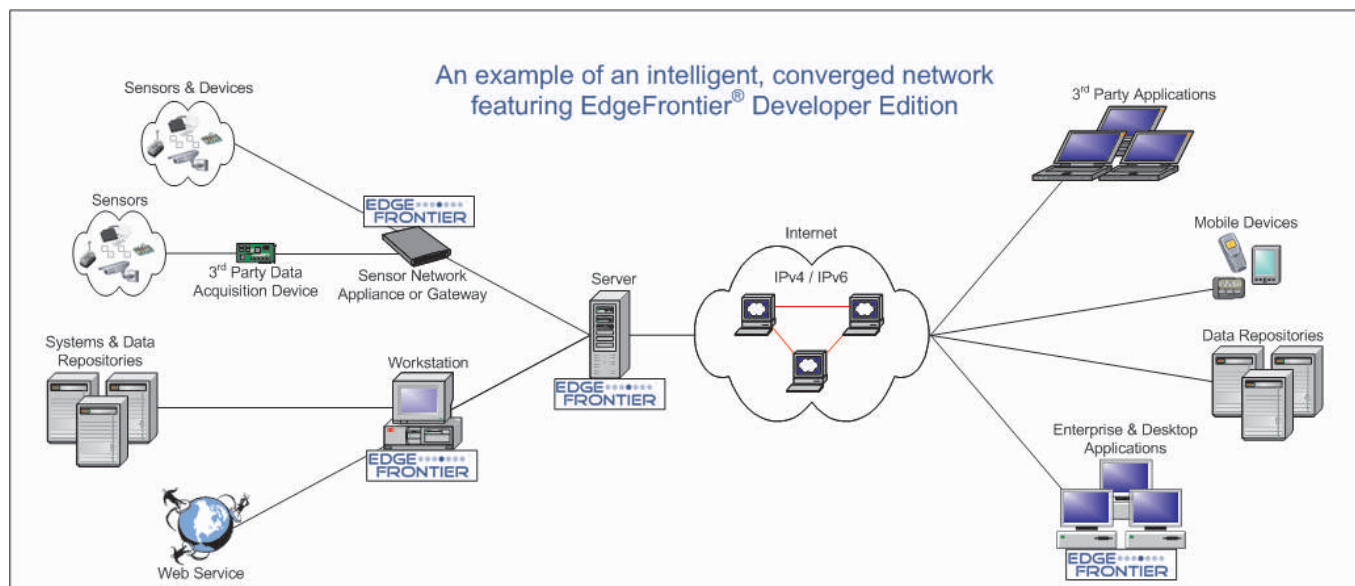 An example of an intelligent, converged network
featuring EdgeFrontier® Developer Edition
Sensors & Devices
Sensors
EDGE
FRONTIER
3rd Party Data
Acquisition Device
Sensor Network
Appliance or Gateway
Systems & Data
Repositories
Workstation
EDGE
FRONTIER
Web Service
Server
EDGE
FRONTIER
Internet
IPv4 / IPv6
3rd Party Applications
Mobile Devices
Data Repositories
Enterprise & Desktop
Applications
EDGE
FRONTIER